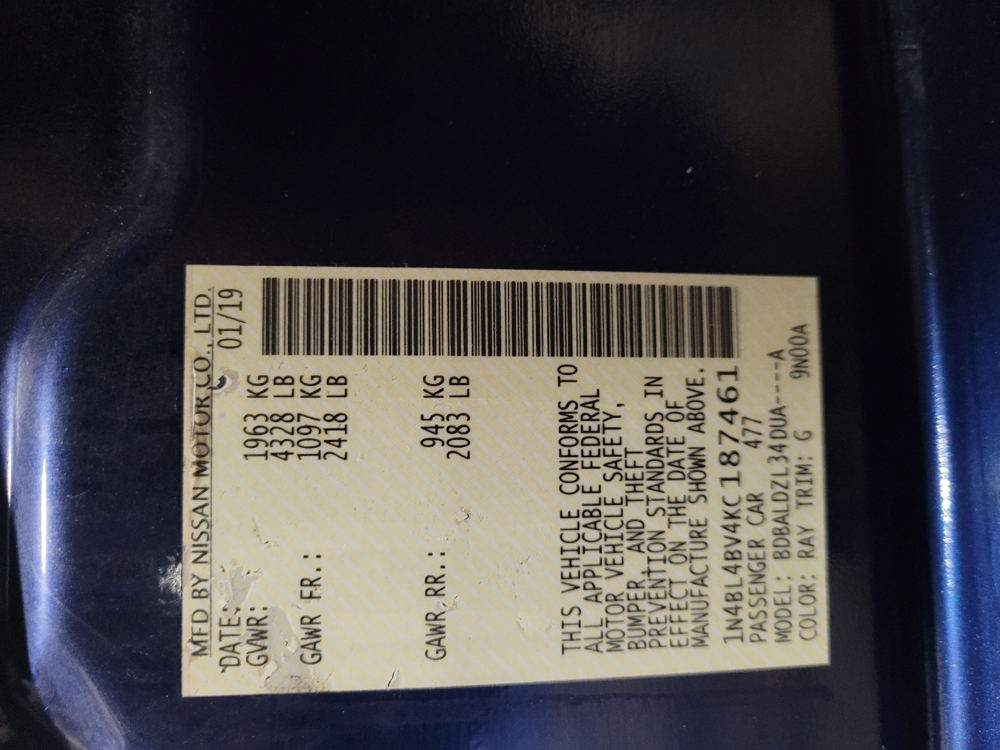 MFD BY NISSAN MOTOR CO., LTD.
DATE: 01/19
GVWR: 1963 KG
4328 LB
GAWR FR.: 1097 KG
2418 LB
GAWR RR.: 945 KG
2083 LB
THIS VEHICLE CONFORMS TO
ALL APPLICABLE FEDERAL
MOTOR VEHICLE SAFETY,
BUMPER, AND THEFT
PREVENTION STANDARDS IN
EFFECT ON THE DATE OF
MANUFACTURE SHOWN ABOVE.
1N4BL4BV4KC187461
PASSENGER CAR 477
MODEL: BDBALDZL34DUA----A
COLOR: RAY TRIM: G 9N00A